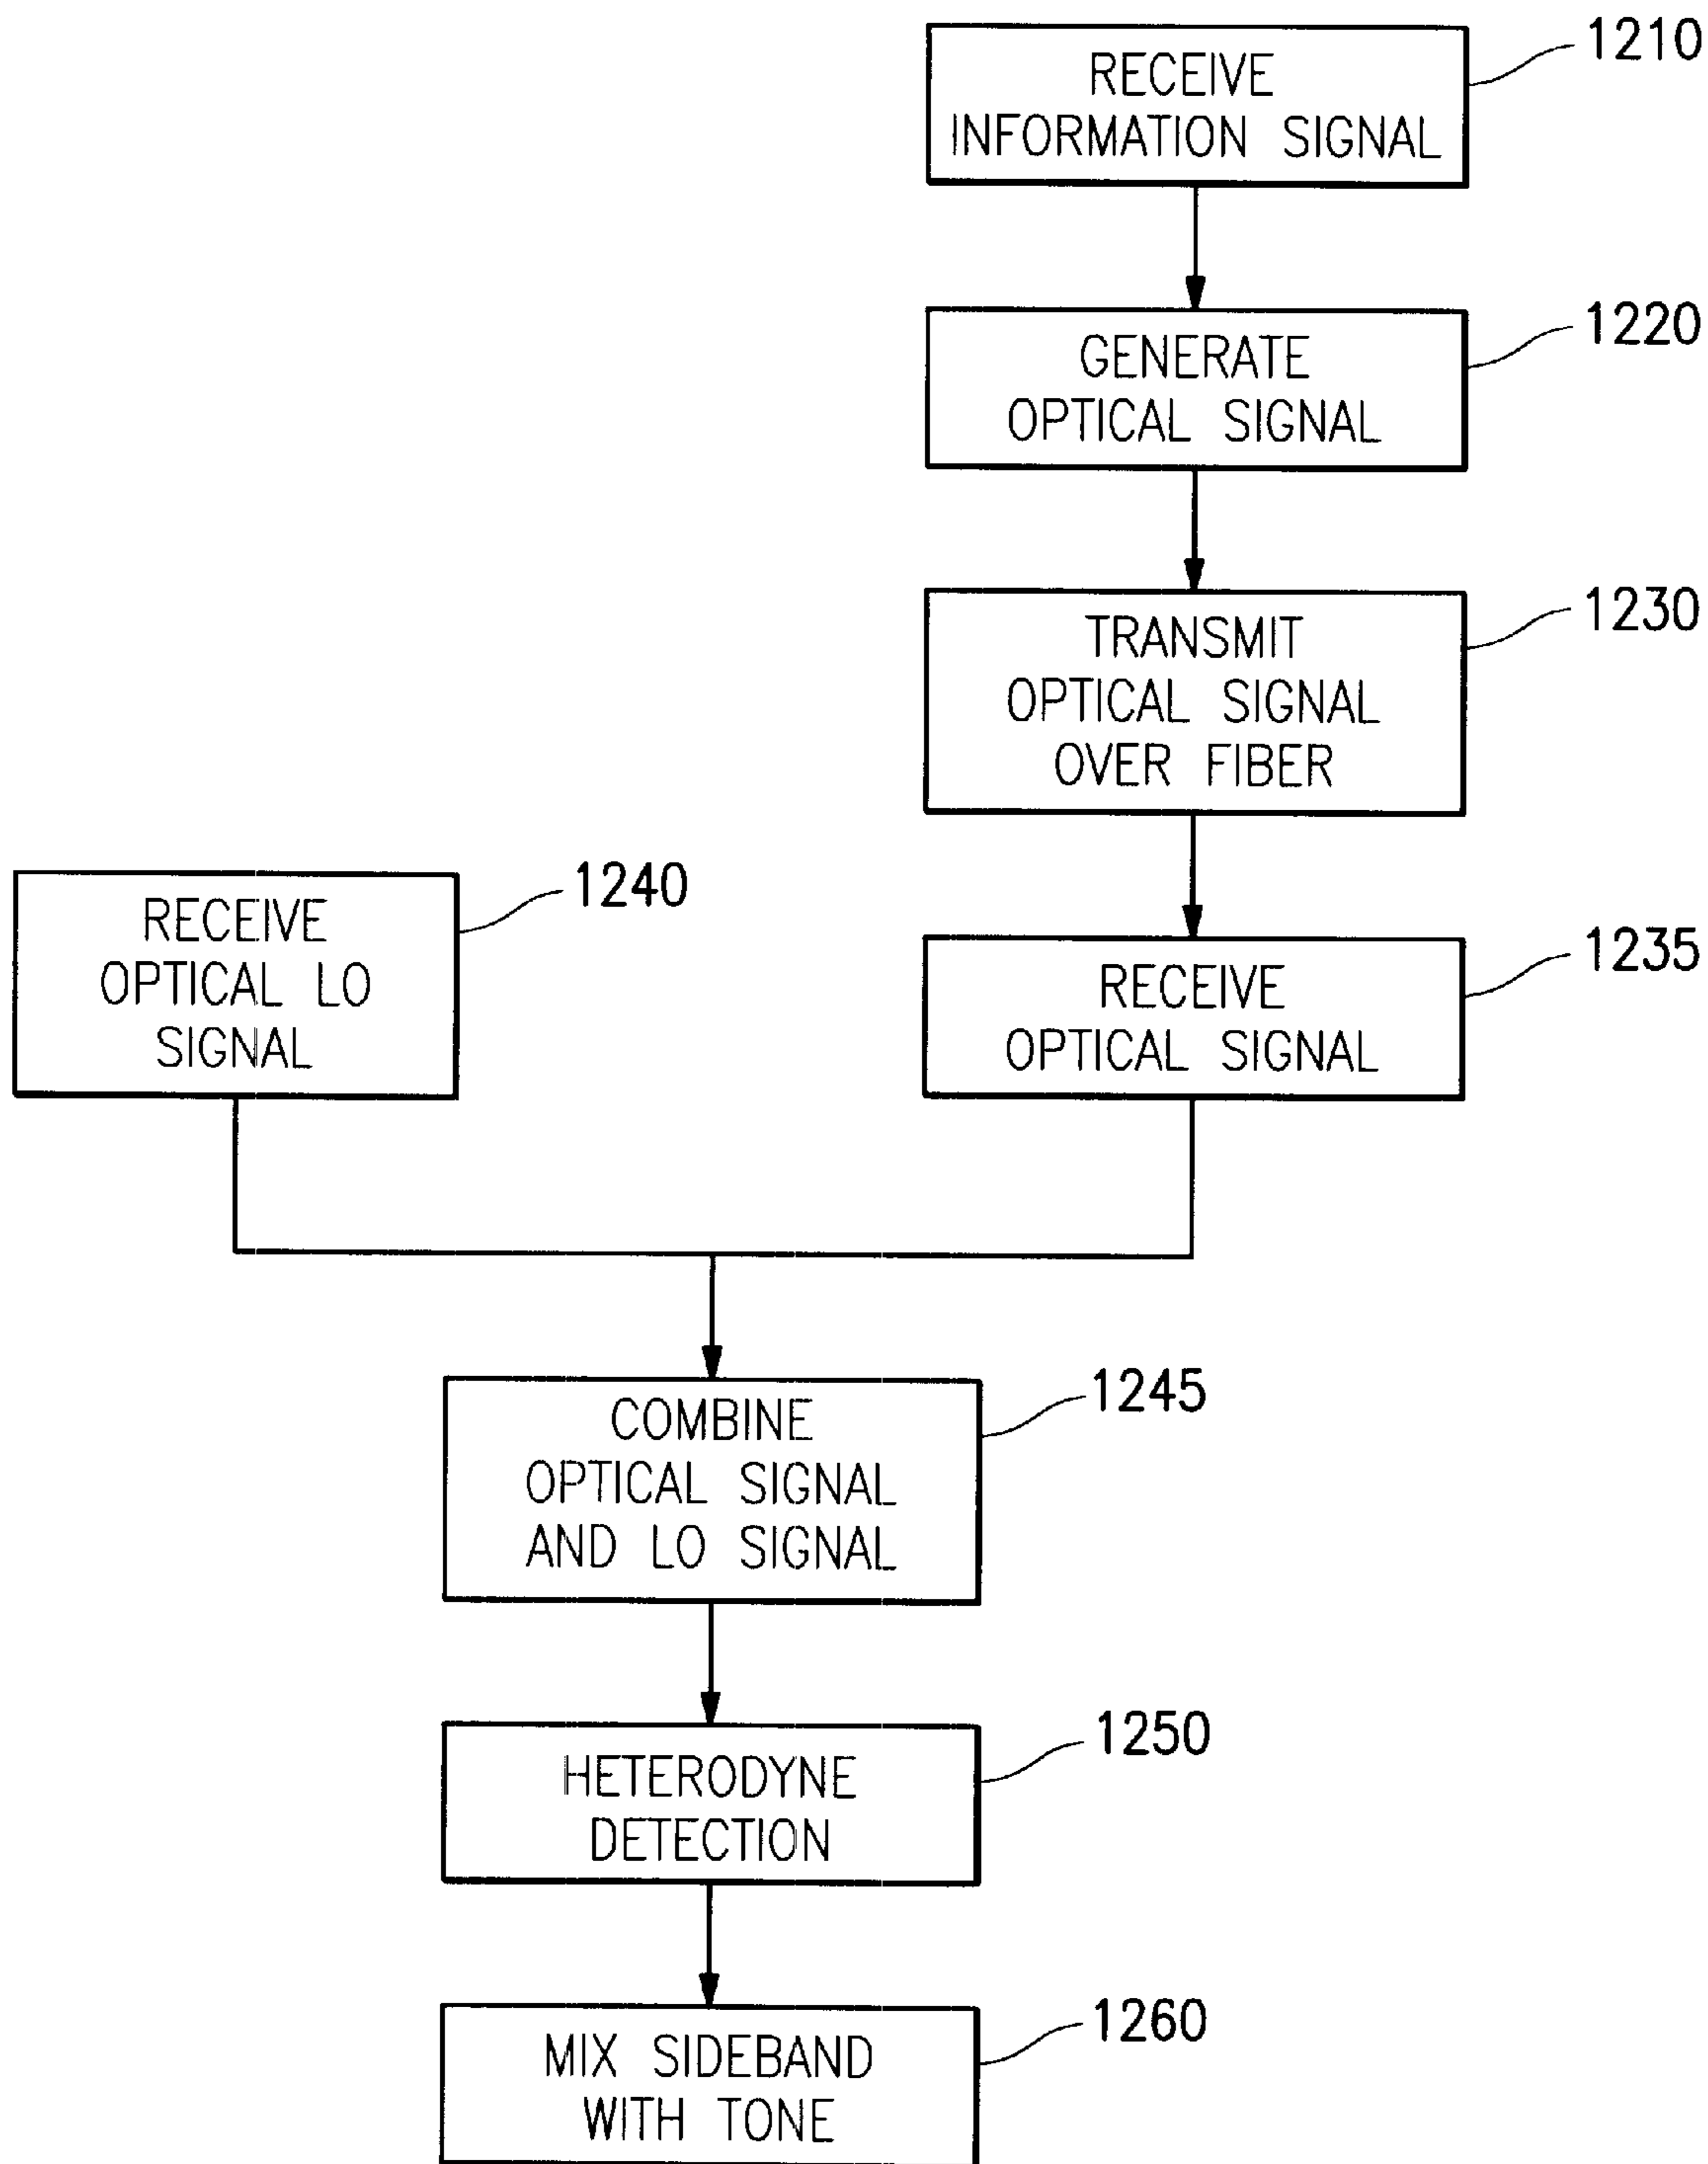 RECEIVE
INFORMATION SIGNAL
1210
GENERATE
OPTICAL SIGNAL
1220
TRANSMIT
OPTICAL SIGNAL
OVER FIBER
1230
RECEIVE
OPTICAL LO
SIGNAL
1240
RECEIVE
OPTICAL SIGNAL
1235
COMBINE
OPTICAL SIGNAL
AND LO SIGNAL
1245
HETERODYNE
DETECTION
1250
MIX SIDEBAND
WITH TONE
1260